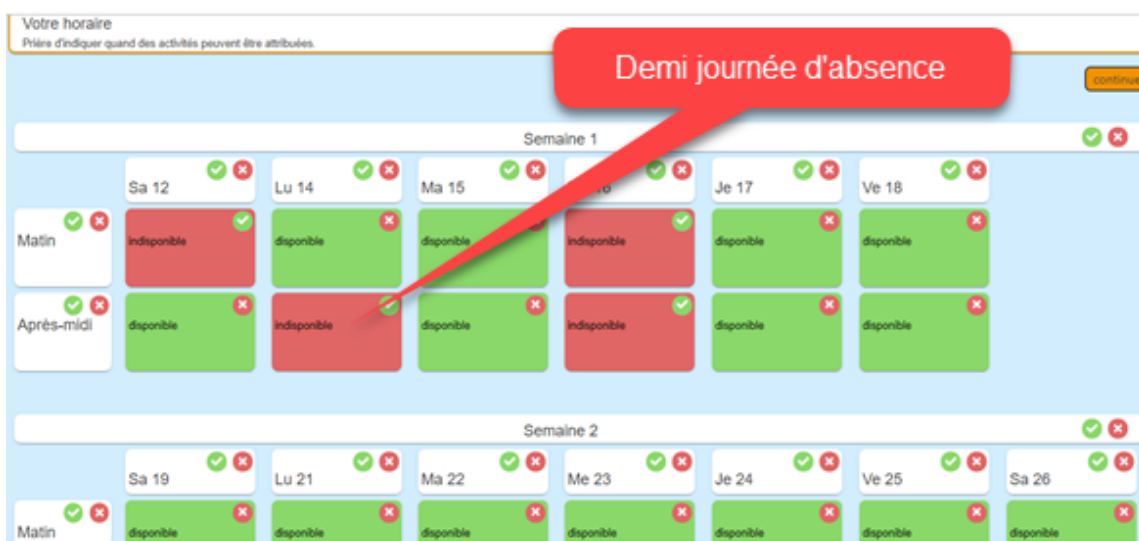 Votre horaire
Prière d'indiquer quand des activités peuvent être attribuées.
Demi journée d'absence
continue
Semaine 1
Sa 12 Lu 14 Ma 15 Je 17 Ve 18
Matin indisponible disponible disponible indisponible disponible disponible
Après-midi disponible indisponible disponible indisponible disponible disponible
Semaine 2
Sa 19 Lu 21 Ma 22 Me 23 Je 24 Ve 25 Sa 26
Matin disponible disponible disponible disponible disponible disponible disponible